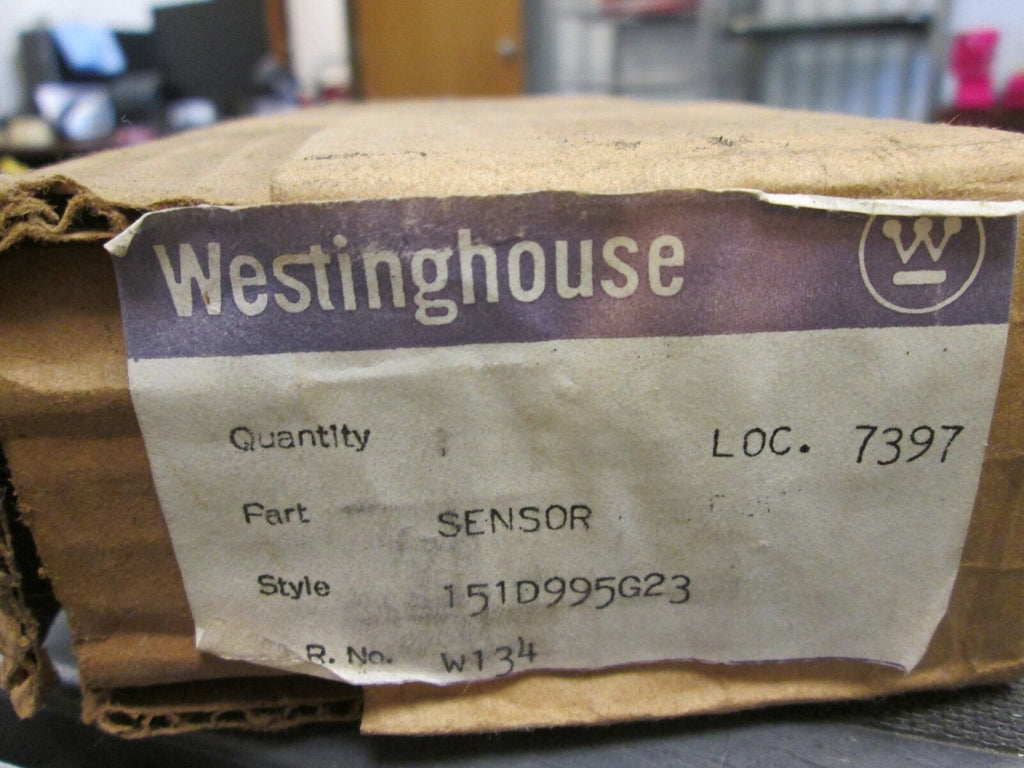 Westinghouse W
Quantity LOC. 7397
Part SENSOR
Style 151D995G23
R. No. W134